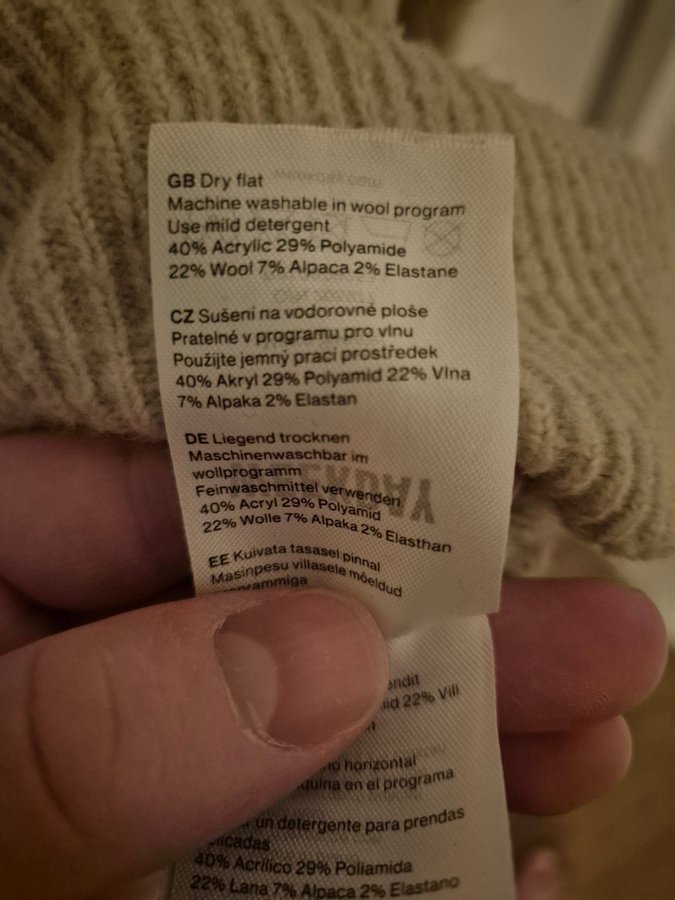 GB Dry flat
Machine washable in wool program
Use mild detergent
40% Acrylic 29% Polyamide
22% Wool 7% Alpaca 2% Elastane
CZ Sušení na vodorovné ploše
Pratelné v programu pro vlnu
Použijte jemný prací prostředek
40% Akryl 29% Polyamid 22% Vlna
7% Alpaka 2% Elastan
DE Liegend trocknen
Maschinenwaschbar im
wollprogramm
Feinwaschmittel verwenden
40% Acryl 29% Polyamid
22% Wolle 7% Alpaka 2% Elasthan
EE Kuivata tasasel pinnal
Masinpesu villasele mõeldud
22% Vill
horizontal
en el programa
un detergente para prendas
40% Acrilico 29% Poliamida
22% Lana 7% Alpaca 2% Elastano